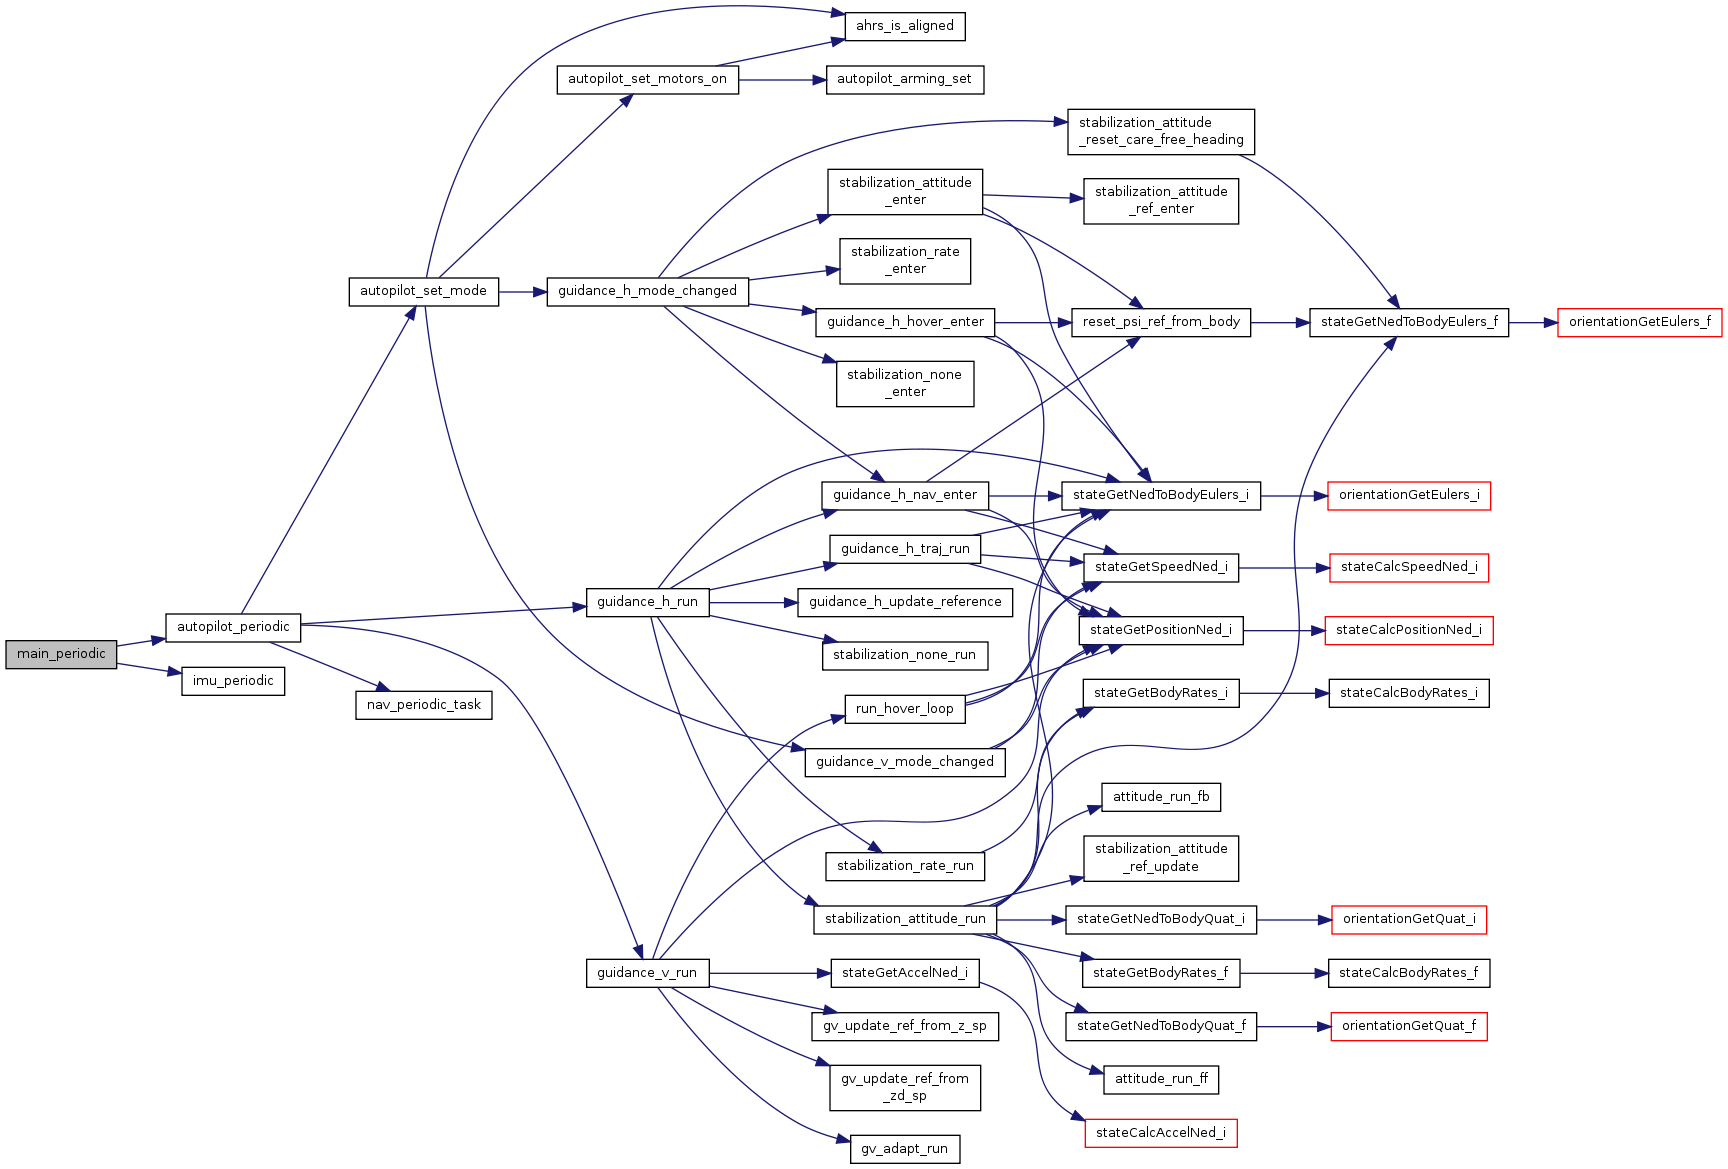 main_periodic
autopilot_periodic
imu_periodic
autopilot_set_mode
nav_periodic_task
autopilot_set_motors_on
guidance_h_mode_changed
guidance_h_run
guidance_v_run
ahrs_is_aligned
autopilot_arming_set
stabilization_attitude
_enter
stabilization_rate
_enter
guidance_h_hover_enter
stabilization_none
_enter
guidance_h_nav_enter
guidance_h_traj_run
guidance_h_update_reference
stabilization_none_run
run_hover_loop
guidance_v_mode_changed
stabilization_rate_run
stabilization_attitude_run
stateGetAccelNed_i
gv_update_ref_from_z_sp
gv_update_ref_from
_zd_sp
gv_adapt_run
stabilization_attitude
_reset_care_free_heading
stabilization_attitude
_ref_enter
reset_psi_ref_from_body
stateGetNedToBodyEulers_i
stateGetSpeedNed_i
stateGetPositionNed_i
stateGetBodyRates_i
attitude_run_fb
stabilization_attitude
_ref_update
stateGetNedToBodyQuat_i
stateGetBodyRates_f
stateGetNedToBodyQuat_f
attitude_run_ff
stateCalcAccelNed_i
stateGetNedToBodyEulers_f
orientationGetEulers_i
stateCalcSpeedNed_i
stateCalcPositionNed_i
stateCalcBodyRates_i
orientationGetQuat_i
stateCalcBodyRates_f
orientationGetQuat_f
orientationGetEulers_f